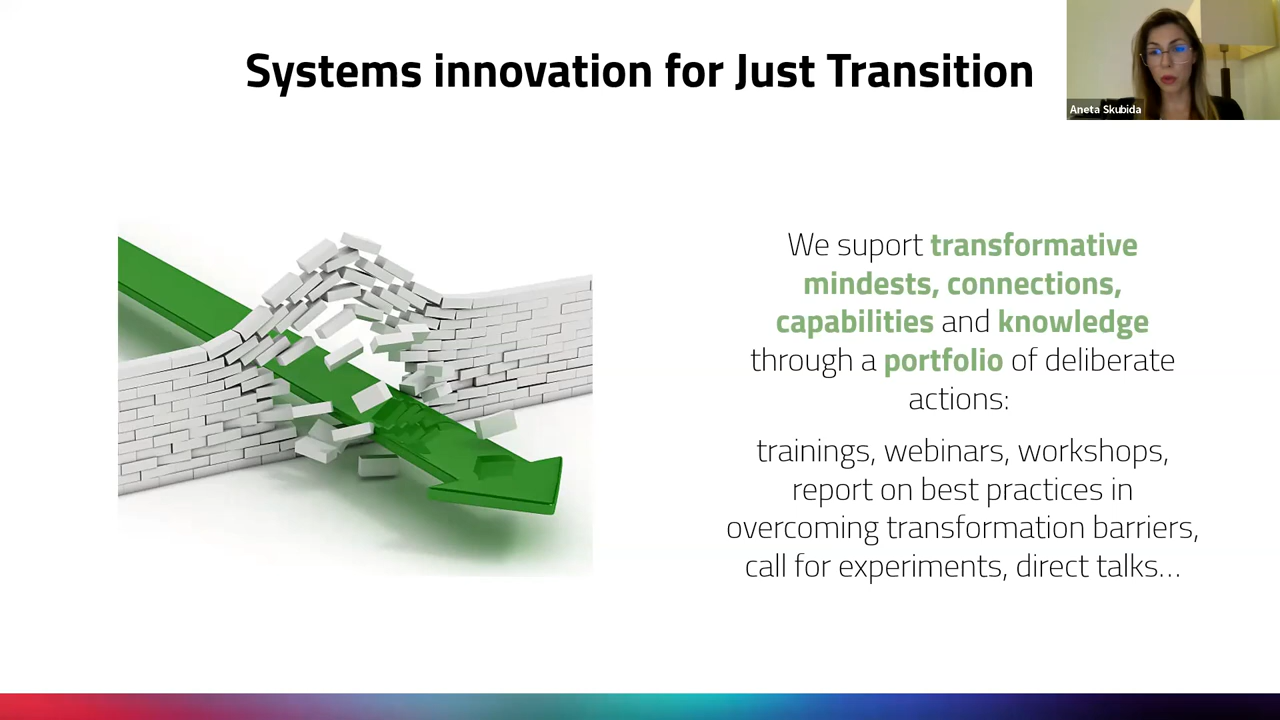 Systems innovation for Just Transition
Aneta Skubida
We suport transformative
mindests, connections,
capabilities and knowledge
through a portfolio of deliberate
actions:
trainings, webinars, workshops,
report on best practices in
overcoming transformation barriers,
call for experiments, direct talks…